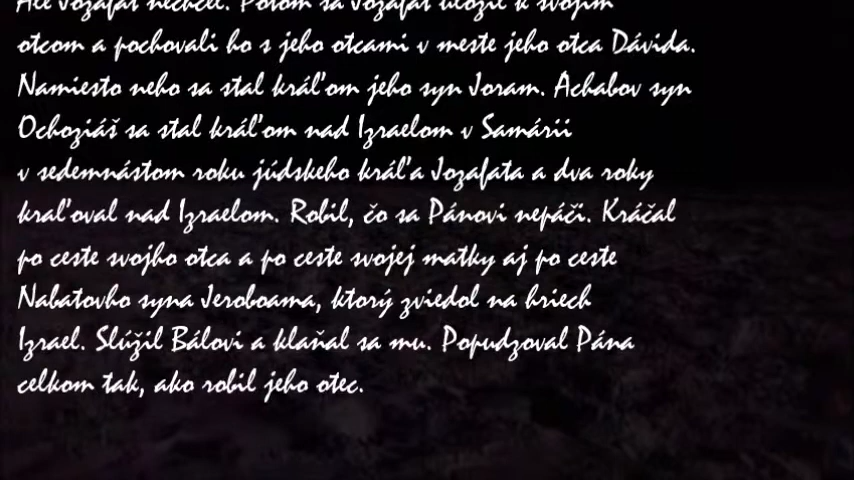 Ale Jozafat nechcel. Potom sa Jozafat uložil k svojim
otcom a pochovali ho s jeho otcami v meste jeho otca Dávida.
Namiesto neho sa stal kráľom jeho syn Joram. Achabov syn
Ochoziáš sa stal kráľom nad Izraelom v Samárii
v sedemnástom roku júdskeho kráľa Jozafata a dva roky
kraľoval nad Izraelom. Robil, čo sa Pánovi nepáči. Kráčal
po ceste svojho otca a po ceste svojej matky aj po ceste
Nabatovho syna Jeroboama, ktorý zviedol na hriech
Izrael. Slúžil Bálovi a klaňal sa mu. Popudzoval Pána
celkom tak, ako robil jeho otec.